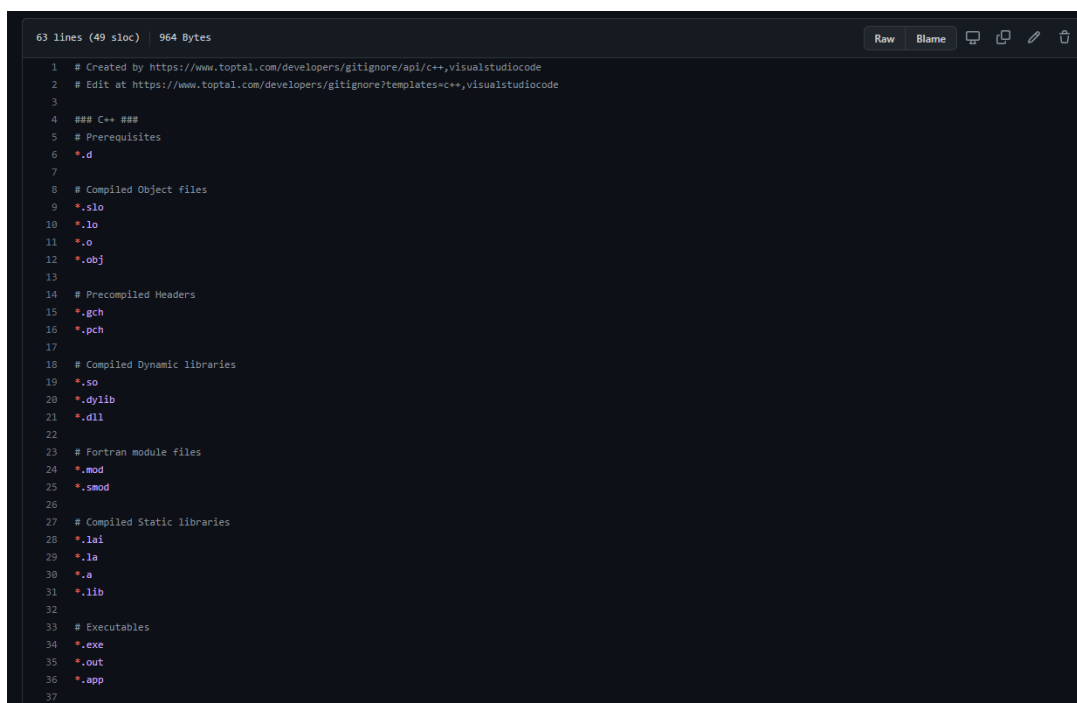 63 lines (49 sloc) | 964 Bytes
Raw Blame
1 # Created by https://www.toptal.com/developers/gitignore/api/c++,visualstudiocode
2 # Edit at https://www.toptal.com/developers/gitignore?templates=c++,visualstudiocode
3
4 ### C++ ###
5 # Prerequisites
6 *.d
7
8 # Compiled Object files
9 *.slo
10 *.lo
11 *.o
12 *.obj
13
14 # Precompiled Headers
15 *.gch
16 *.pch
17
18 # Compiled Dynamic libraries
19 *.so
20 *.dylib
21 *.dll
22
23 # Fortran module files
24 *.mod
25 *.smod
26
27 # Compiled Static libraries
28 *.lai
29 *.la
30 *.a
31 *.lib
32
33 # Executables
34 *.exe
35 *.out
36 *.app
37